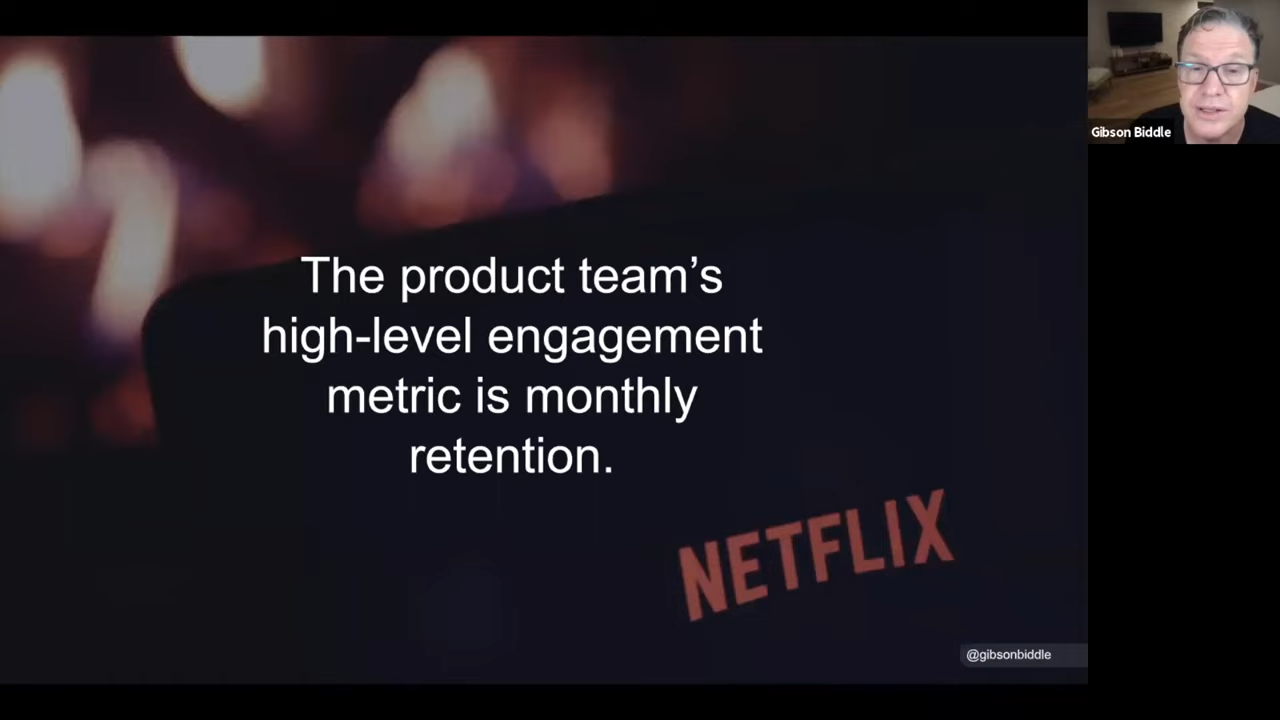 Gibson Biddle
The product team’s
high-level engagement
metric is monthly
retention.
NETFLIX
@gibsonbiddle